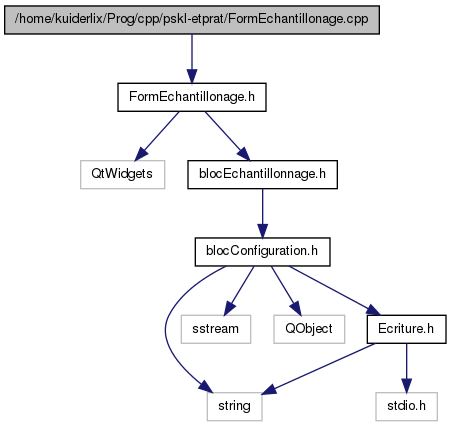 /home/kuiderlix/Prog/cpp/pskl-etprat/FormEchantillonage.cpp
FormEchantillonage.h
QtWidgets
blocEchantillonnage.h
blocConfiguration.h
sstream
QObject
Ecriture.h
string
stdio.h